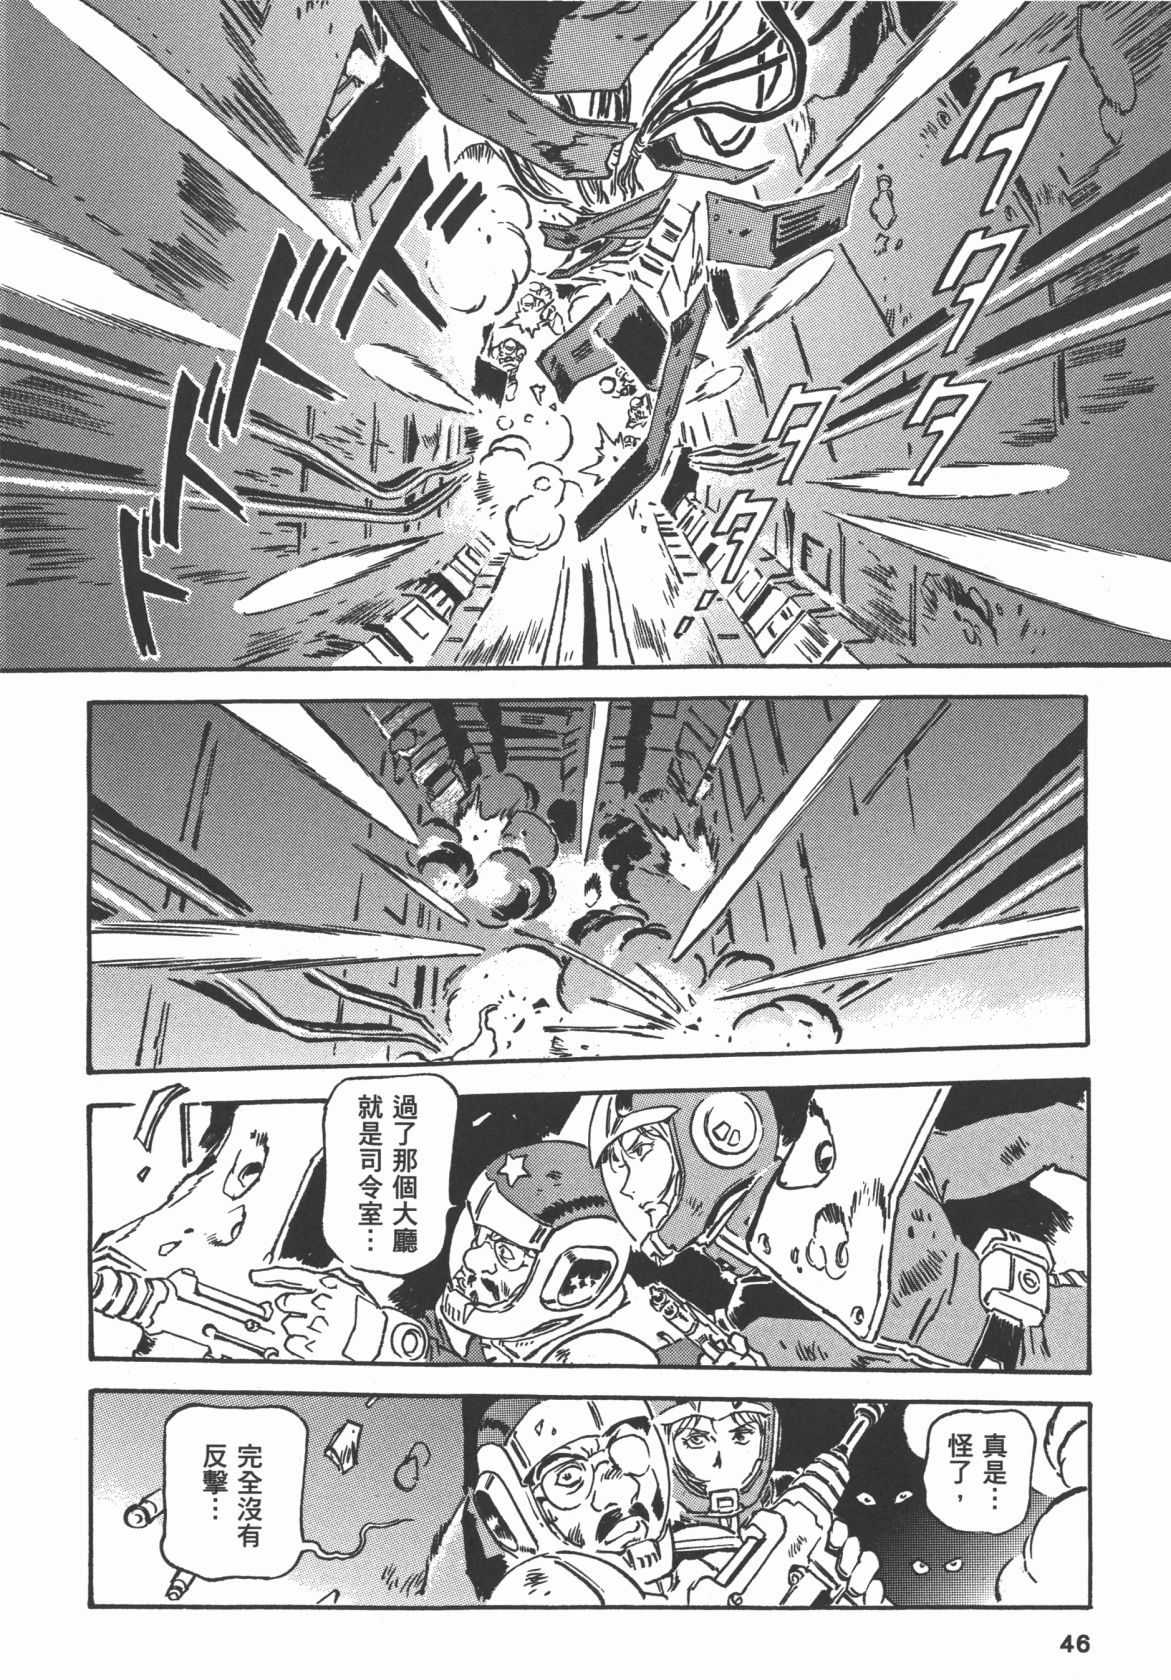 タタタタタ
ドドドド
過了那個大廳
就是司令室…
真是…
怪了，
完全沒有
反擊…
46